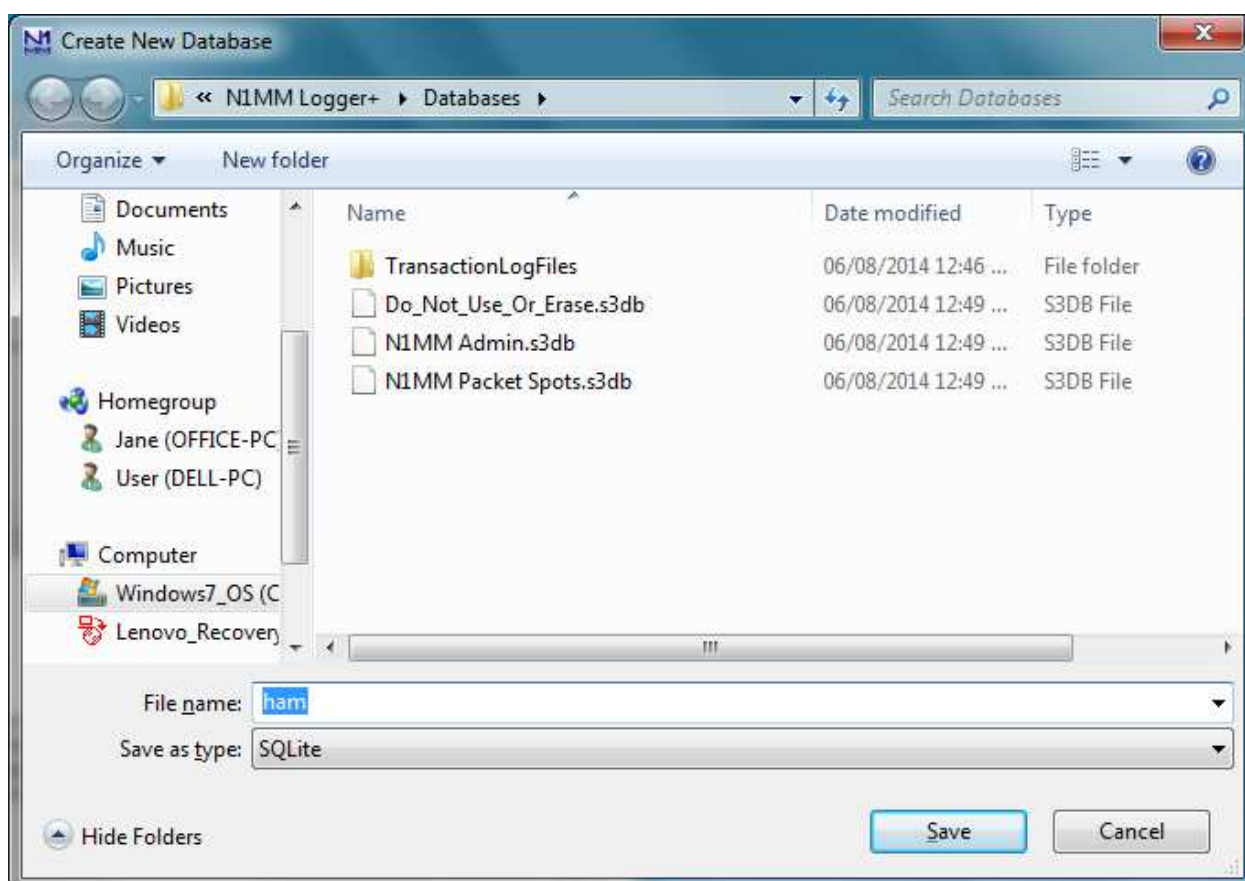 N1 MM Create New Database
« N1MM Logger+ Databases Search Databases
Organize New folder
Documents
Music
Pictures
Videos
Homegroup
Jane (OFFICE-PC
User (DELL-PC)
Computer
Windows7_OS (C
Lenovo_Recovery
Name Date modified Type
TransactionLogFiles 06/08/2014 12:46 ... File folder
Do_Not_Use_Or_Erase.s3db 06/08/2014 12:49 ... S3DB File
N1MM Admin.s3db 06/08/2014 12:49 ... S3DB File
N1MM Packet Spots.s3db 06/08/2014 12:49 ... S3DB File
File name: ham
Save as type: SQLite
Hide Folders Save Cancel